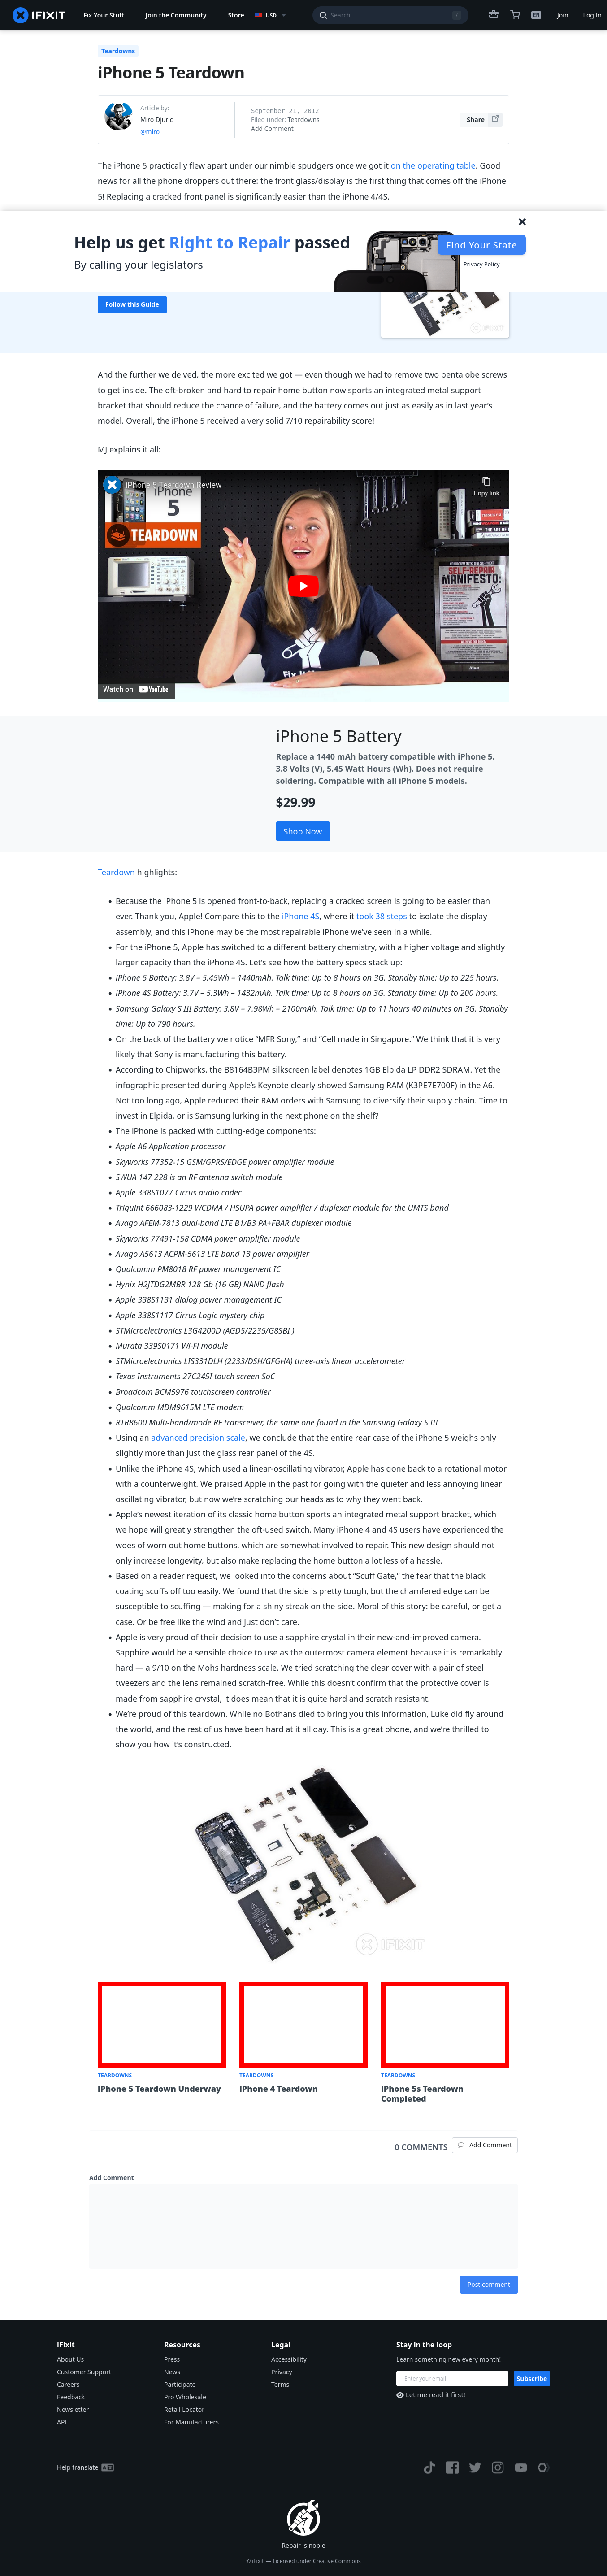 IFIXIT
Fix Your Stuff
Join the Community
Store
USD
Search
/
EN
Join
Log In
Teardowns
iPhone 5 Teardown
Article by:
Miro Djuric
@miro
September 21, 2012
Filed under: Teardowns
Add Comment
Share
The iPhone 5 practically flew apart under our nimble spudgers once we got it on the operating table. Good
news for all the phone droppers out there: the front glass/display is the first thing that comes off the iPhone
5! Replacing a cracked front panel is significantly easier than the iPhone 4/4S.
Help us get Right to Repair passed
By calling your legislators
Find Your State
Privacy Policy
Follow this Guide
IFIXIT
And the further we delved, the more excited we got — even though we had to remove two pentalobe screws
to get inside. The oft-broken and hard to repair home button now sports an integrated metal support
bracket that should reduce the chance of failure, and the battery comes out just as easily as in last year's
model. Overall, the iPhone 5 received a very solid 7/10 repairability score!
MJ explains it all:
iPhone 5 Teardown Review
Copy link
iPhone
5
TEARDOWN
SELF-REPAIR
MANIFESTO:
Fix It
Watch on YouTube
iPhone 5 Battery
Replace a 1440 mAh battery compatible with iPhone 5.
3.8 Volts (V), 5.45 Watt Hours (Wh). Does not require
soldering. Compatible with all iPhone 5 models.
$29.99
Shop Now
Teardown highlights:
Because the iPhone 5 is opened front-to-back, replacing a cracked screen is going to be easier than
ever. Thank you, Apple! Compare this to the iPhone 4S, where it took 38 steps to isolate the display
assembly, and this iPhone may be the most repairable iPhone we've seen in a while.
For the iPhone 5, Apple has switched to a different battery chemistry, with a higher voltage and slightly
larger capacity than the iPhone 4S. Let's see how the battery specs stack up:
iPhone 5 Battery: 3.8V – 5.45Wh – 1440mAh. Talk time: Up to 8 hours on 3G. Standby time: Up to 225 hours.
iPhone 4S Battery: 3.7V – 5.3Wh – 1432mAh. Talk time: Up to 8 hours on 3G. Standby time: Up to 200 hours.
Samsung Galaxy S III Battery: 3.8V – 7.98Wh – 2100mAh. Talk time: Up to 11 hours 40 minutes on 3G. Standby
time: Up to 790 hours.
On the back of the battery we notice "MFR Sony," and "Cell made in Singapore." We think that it is very
likely that Sony is manufacturing this battery.
According to Chipworks, the B8164B3PM silkscreen label denotes 1GB Elpida LP DDR2 SDRAM. Yet the
infographic presented during Apple's Keynote clearly showed Samsung RAM (K3PE7E700F) in the A6.
Not too long ago, Apple reduced their RAM orders with Samsung to diversify their supply chain. Time to
invest in Elpida, or is Samsung lurking in the next phone on the shelf?
The iPhone is packed with cutting-edge components:
Apple A6 Application processor
Skyworks 77352-15 GSM/GPRS/EDGE power amplifier module
SWUA 147 228 is an RF antenna switch module
Apple 338S1077 Cirrus audio codec
Triquint 666083-1229 WCDMA / HSUPA power amplifier / duplexer module for the UMTS band
Avago AFEM-7813 dual-band LTE B1/B3 PA+FBAR duplexer module
Skyworks 77491-158 CDMA power amplifier module
Avago A5613 ACPM-5613 LTE band 13 power amplifier
Qualcomm PM8018 RF power management IC
Hynix H2JTDG2MBR 128 Gb (16 GB) NAND flash
Apple 338S1131 dialog power management IC
Apple 338S1117 Cirrus Logic mystery chip
STMicroelectronics L3G4200D (AGD5/2235/G8SBI )
Murata 339S0171 Wi-Fi module
STMicroelectronics LIS331DLH (2233/DSH/GFGHA) three-axis linear accelerometer
Texas Instruments 27C245I touch screen SoC
Broadcom BCM5976 touchscreen controller
Qualcomm MDM9615M LTE modem
RTR8600 Multi-band/mode RF transceiver, the same one found in the Samsung Galaxy S III
Using an advanced precision scale, we conclude that the entire rear case of the iPhone 5 weighs only
slightly more than just the glass rear panel of the 4S.
Unlike the iPhone 4S, which used a linear-oscillating vibrator, Apple has gone back to a rotational motor
with a counterweight. We praised Apple in the past for going with the quieter and less annoying linear
oscillating vibrator, but now we're scratching our heads as to why they went back.
Apple's newest iteration of its classic home button sports an integrated metal support bracket, which
we hope will greatly strengthen the oft-used switch. Many iPhone 4 and 4S users have experienced the
woes of worn out home buttons, which are somewhat involved to repair. This new design should not
only increase longevity, but also make replacing the home button a lot less of a hassle.
Based on a reader request, we looked into the concerns about "Scuff Gate," the fear that the black
coating scuffs off too easily. We found that the side is pretty tough, but the chamfered edge can be
susceptible to scuffing — making for a shiny streak on the side. Moral of this story: be careful, or get a
case. Or be free like the wind and just don't care.
Apple is very proud of their decision to use a sapphire crystal in their new-and-improved camera.
Sapphire would be a sensible choice to use as the outermost camera element because it is remarkably
hard — a 9/10 on the Mohs hardness scale. We tried scratching the clear cover with a pair of steel
tweezers and the lens remained scratch-free. While this doesn't confirm that the protective cover is
made from sapphire crystal, it does mean that it is quite hard and scratch resistant.
We're proud of this teardown. While no Bothans died to bring you this information, Luke did fly around
the world, and the rest of us have been hard at it all day. This is a great phone, and we're thrilled to
show you how it's constructed.
IFIXIT
TEARDOWNS
iPhone 5 Teardown Underway
TEARDOWNS
iPhone 4 Teardown
TEARDOWNS
iPhone 5s Teardown
Completed
0 COMMENTS
Add Comment
Add Comment
Post comment
iFixit
About Us
Customer Support
Careers
Feedback
Newsletter
API
Resources
Press
News
Participate
Pro Wholesale
Retail Locator
For Manufacturers
Legal
Accessibility
Privacy
Terms
Stay in the loop
Learn something new every month!
Enter your email
Subscribe
Let me read it first!
Help translate
Repair is noble
© iFixit — Licensed under Creative Commons